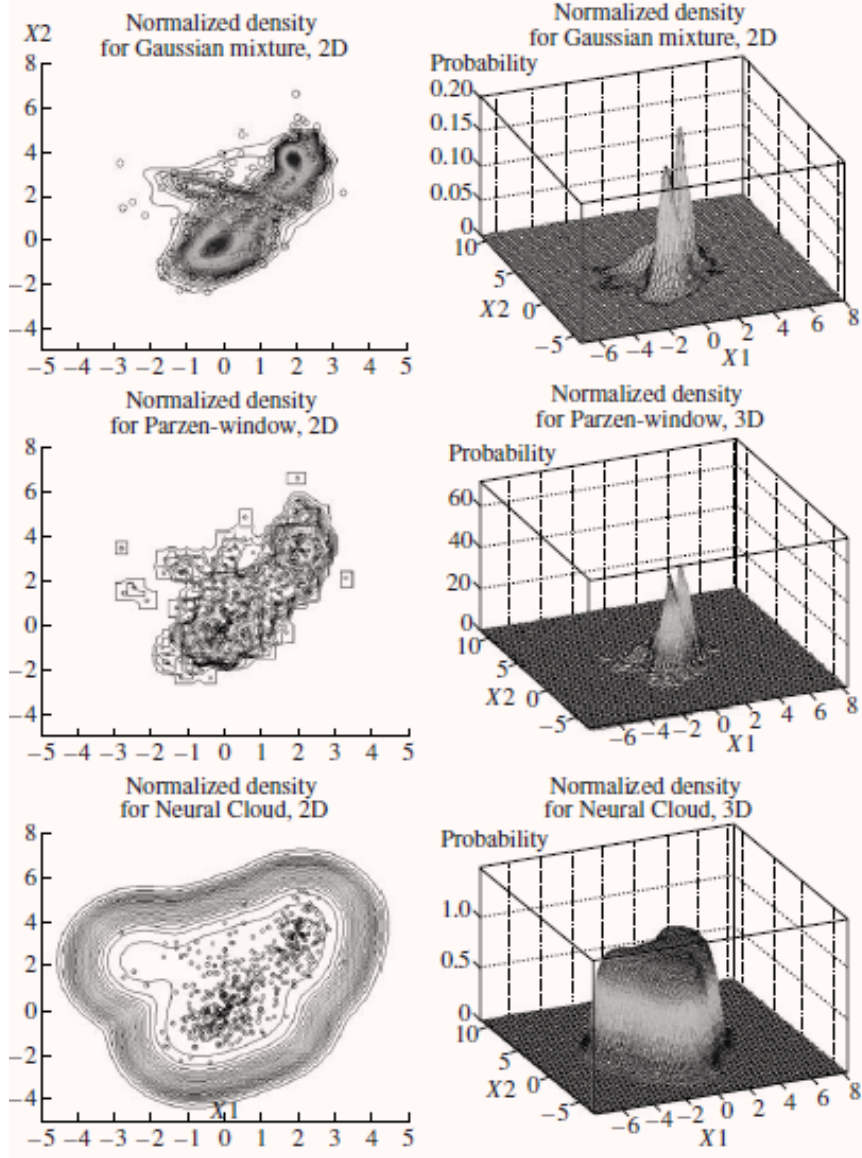 Normalized density
for Gaussian mixture, 2D
X2
8
6
4
2
0
–2
–4
–5 –4 –3 –2 –1 0 1 2 3 4 5
Normalized density
for Gaussian mixture, 2D
Probability
0.20
0.15
0.10
0.05
0
10
5
X2 0
–5
–6 –4 –2 0 2 4 6 8
X1
Normalized density
for Parzen-window, 2D
8
6
4
2
0
–2
–4
–5 –4 –3 –2 –1 0 1 2 3 4 5
Normalized density
for Parzen-window, 3D
Probability
60
40
20
0
10
5
X2 0
–5
–6 –4 –2 0 2 4 6 8
X1
Normalized density
for Neural Cloud, 2D
8
6
4
2
0
–2
–4
X1
–5 –4 –3 –2 –1 0 1 2 3 4 5
Normalized density
for Neural Cloud, 3D
Probability
1.0
0.5
0
10
5
X2 0
–5
–6 –4 –2 0 2 4 6 8
X1